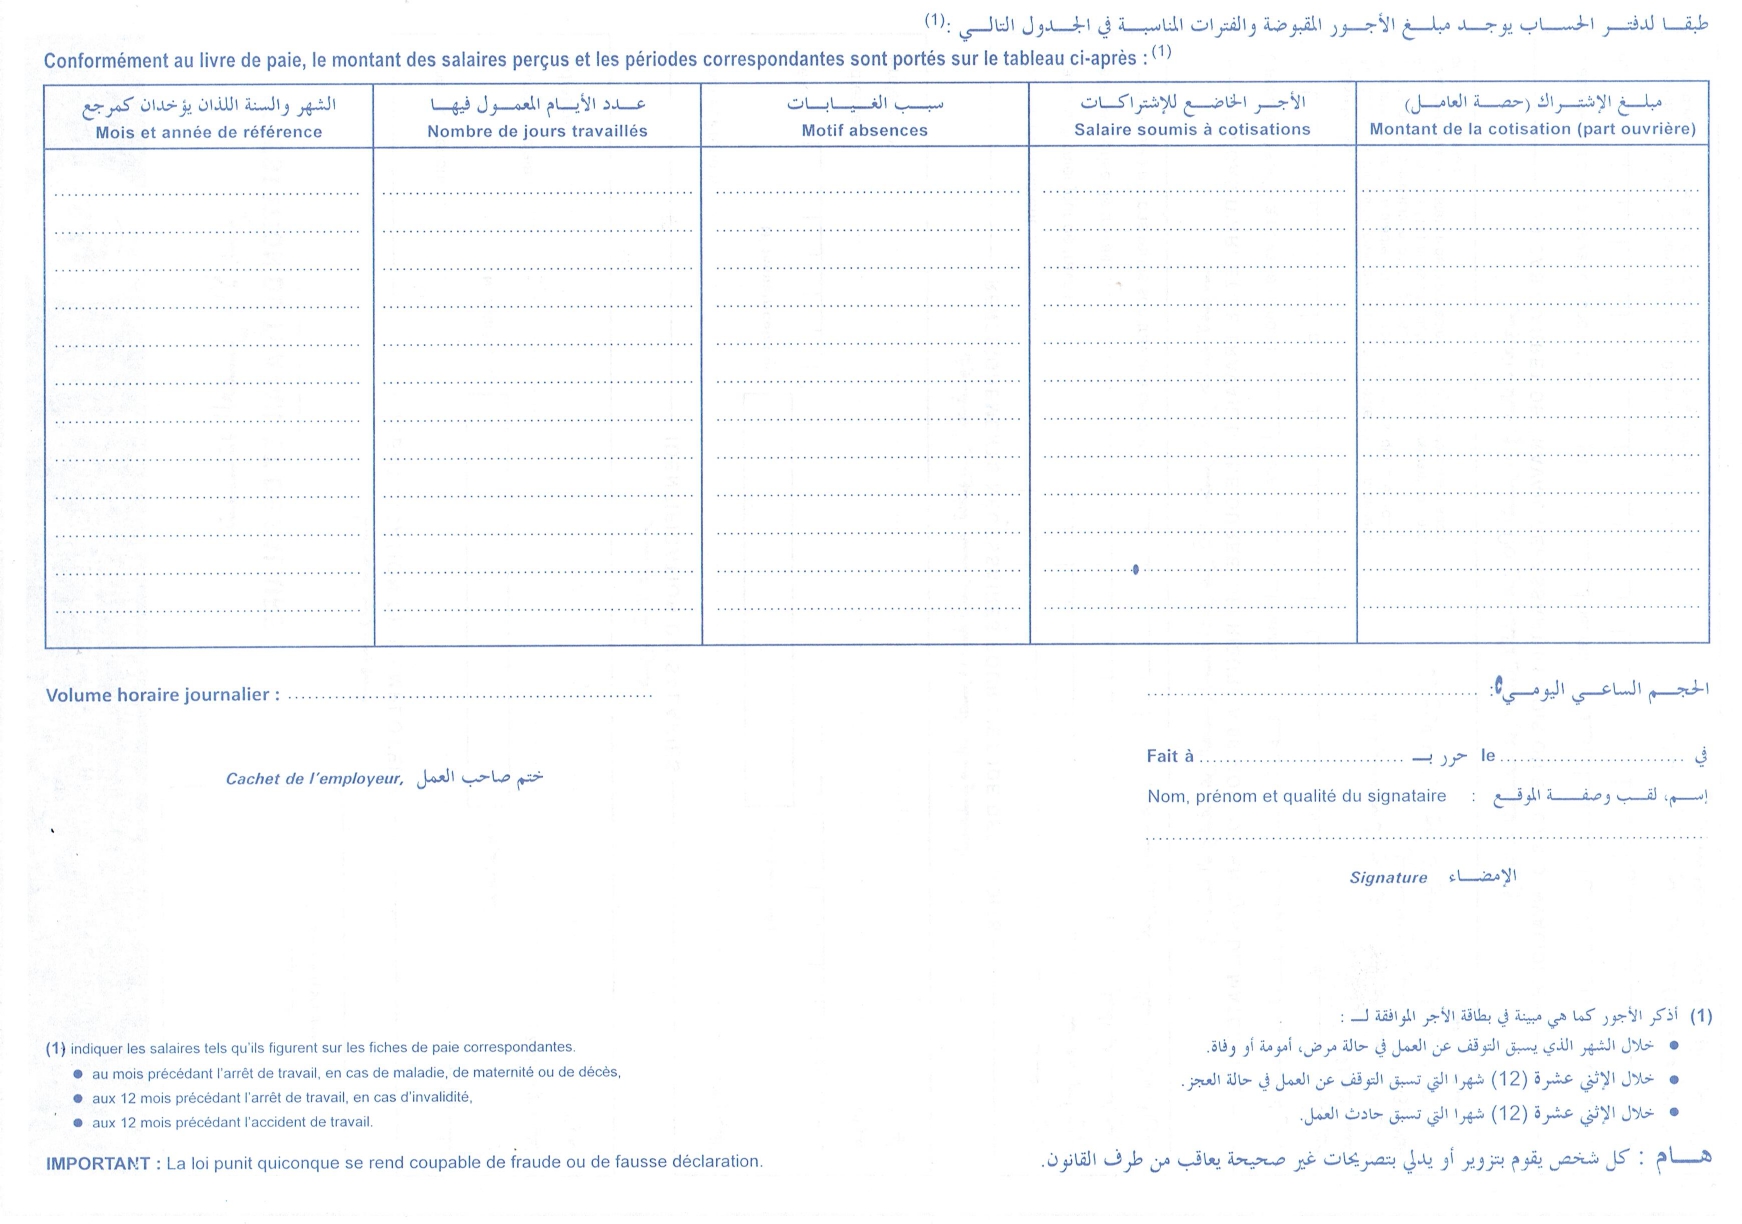 طبقا لدفتر الحساب يوجد مبلغ الأجور المقبوضة والفترات المناسبة في الجدول التالي :(1)
Conformément au livre de paie, le montant des salaires perçus et les périodes correspondantes sont portés sur le tableau ci-après : (1)
الشهر والسنة اللذان يؤخدان كمرجع
Mois et année de référence
عدد الأيام المعمول فيها
Nombre de jours travaillés
سبب الغيابات
Motif absences
الأجر الخاضع للإشتراكات
Salaire soumis à cotisations
مبلغ الإشتراك (حصة العامل)
Montant de la cotisation (part ouvrière)
Volume horaire journalier : ....................................................
الحجم الساعي اليومي: ....................................................
Fait à .................................. حرر بـ le .............................. في
Nom, prénom et qualité du signataire : إسم، لقب وصفة الموقع
Cachet de l'employeur, ختم صاحب العمل
Signature الإمضاء
(1) indiquer les salaires tels qu'ils figurent sur les fiches de paie correspondantes.
● au mois précédant l'arrêt de travail, en cas de maladie, de maternité ou de décès,
● aux 12 mois précédant l'arrêt de travail, en cas d'invalidité,
● aux 12 mois précédant l'accident de travail.
IMPORTANT : La loi punit quiconque se rend coupable de fraude ou de fausse déclaration.
(1) أذكر الأجور كما هي مبينة في بطاقة الأجر الموافقة لـ :
● خلال الشهر الذي يسبق التوقف عن العمل في حالة مرض، أمومة أو وفاة.
● خلال الإثني عشرة (12) شهرا التي تسبق التوقف عن العمل في حالة العجز.
● خلال الإثني عشرة (12) شهرا التي تسبق حادث العمل.
هام : كل شخص يقوم بتزوير أو يدلي بتصريحات غير صحيحة يعاقب من طرف القانون.